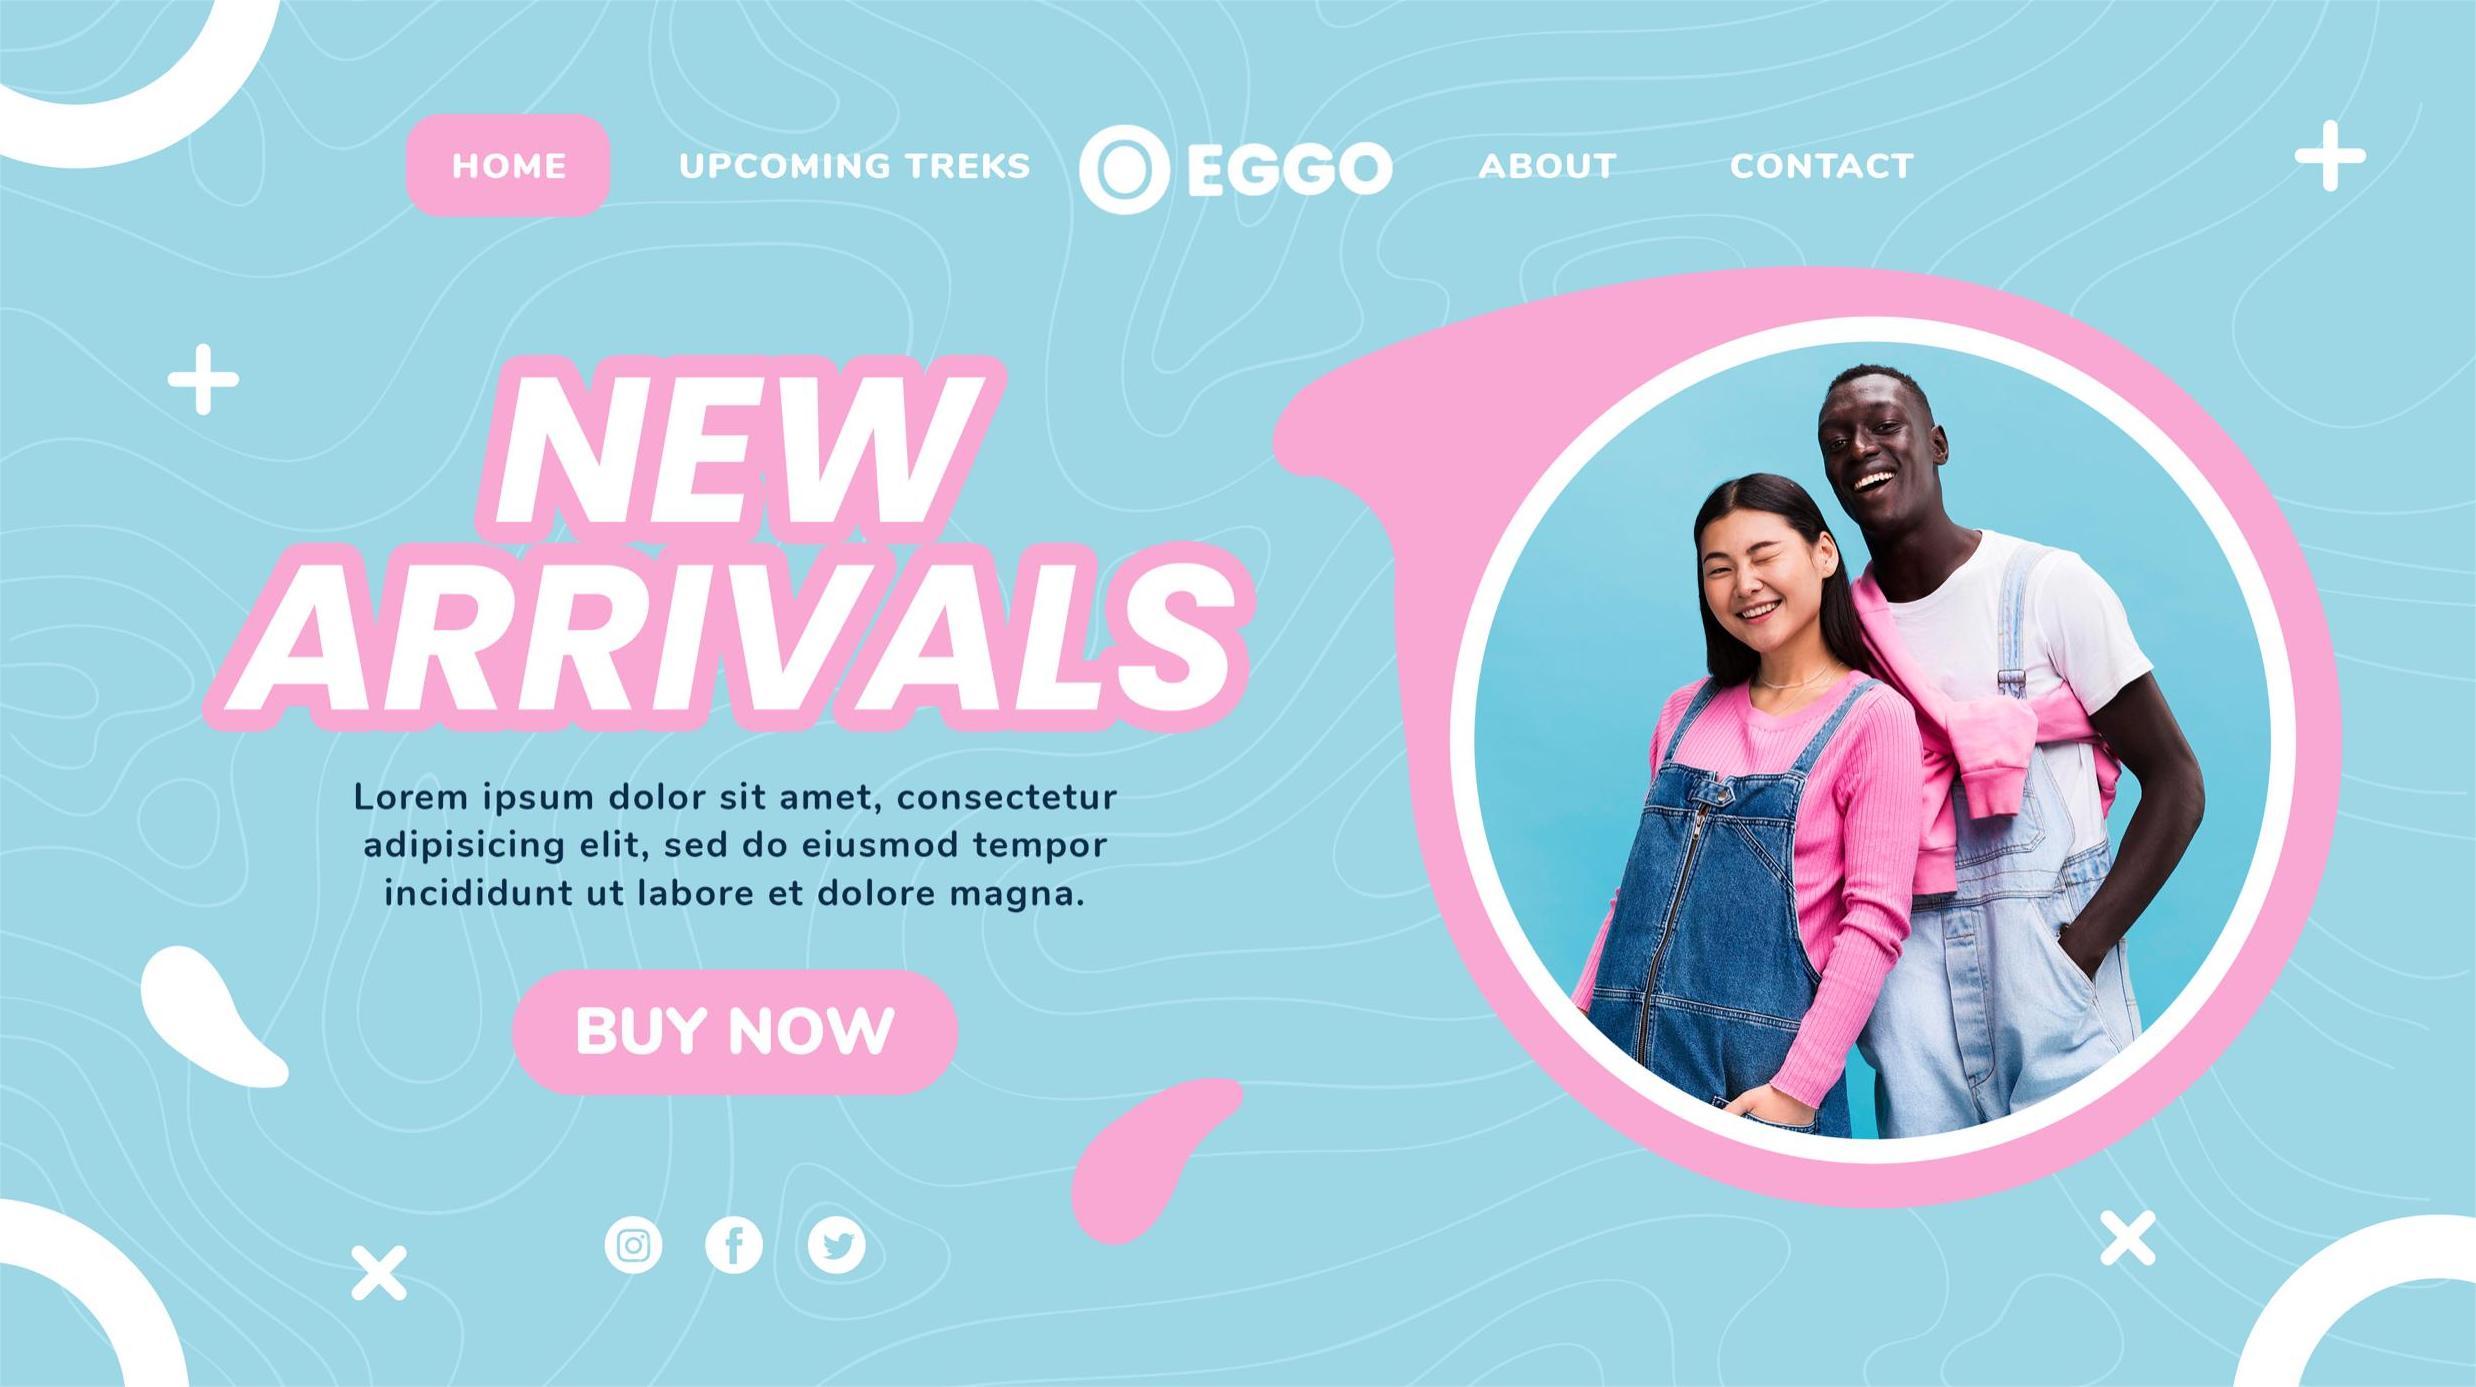 HOME
UPCOMING TREKS
EGGO
ABOUT
CONTACT
NEW
ARRIVALS
Lorem ipsum dolor sit amet, consectetur
adipisicing elit, sed do eiusmod tempor
incididunt ut labore et dolore magna.
BUY NOW